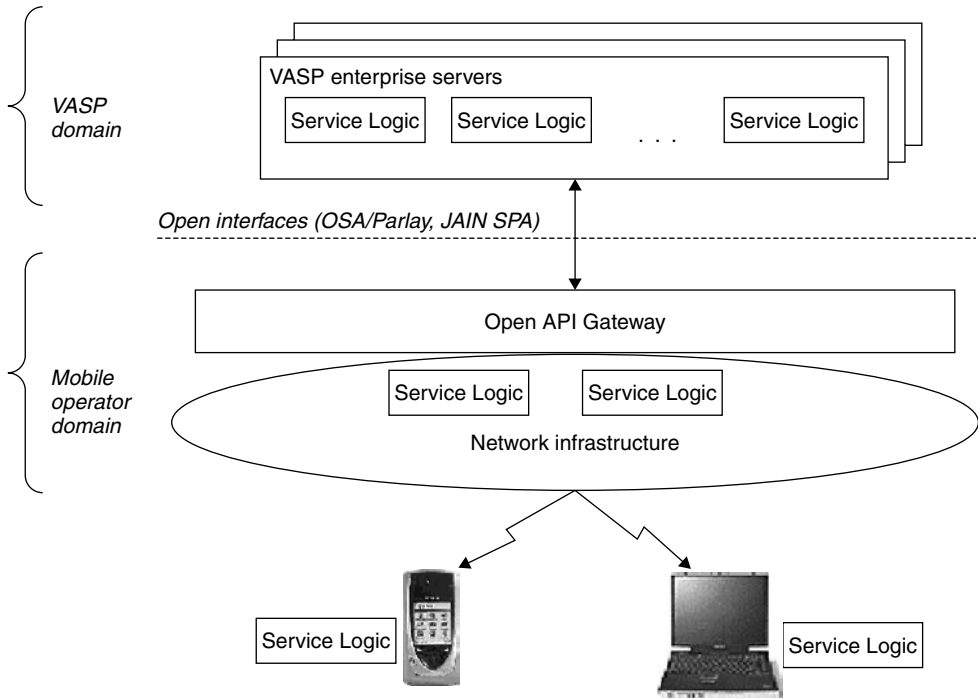 VASP enterprise servers
Service Logic
Service Logic
. . .
Service Logic
VASP
domain
Open interfaces (OSA/Parlay, JAIN SPA)
Open API Gateway
Mobile
operator
domain
Service Logic
Service Logic
Network infrastructure
Service Logic
Service Logic